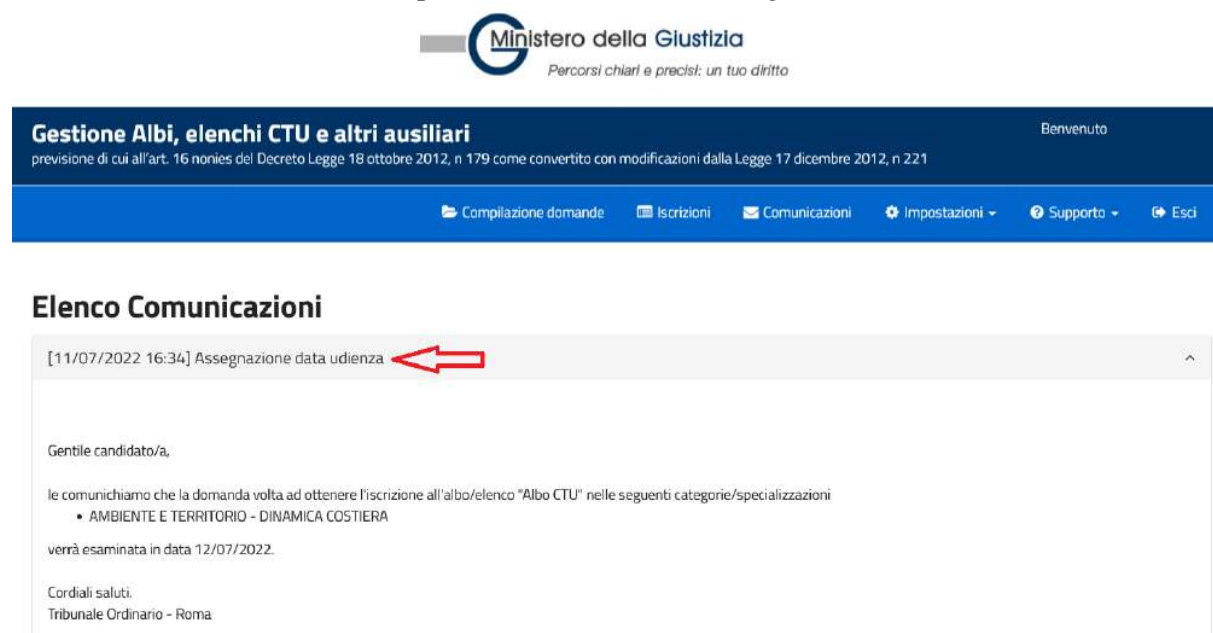 Ministero della Giustizia
Percorsi chiari e precisi: un tuo diritto
Gestione Albi, elenchi CTU e altri ausiliari
Benvenuto
previsione di cui all'art. 16 nonies del Decreto Legge 18 ottobre 2012, n 179 come convertito con modificazioni dalla Legge 17 dicembre 2012, n 221
Compilazione domande Iscrizioni Comunicazioni Impostazioni Supporto Esci
Elenco Comunicazioni
[11/07/2022 16:34] Assegnazione data udienza
Gentile candidato/a,
le comunichiamo che la domanda volta ad ottenere l'iscrizione all'albo/elenco "Albo CTU" nelle seguenti categorie/specializzazioni
• AMBIENTE E TERRITORIO - DINAMICA COSTIERA
verrà esaminata in data 12/07/2022.
Cordiali saluti.
Tribunale Ordinario - Roma